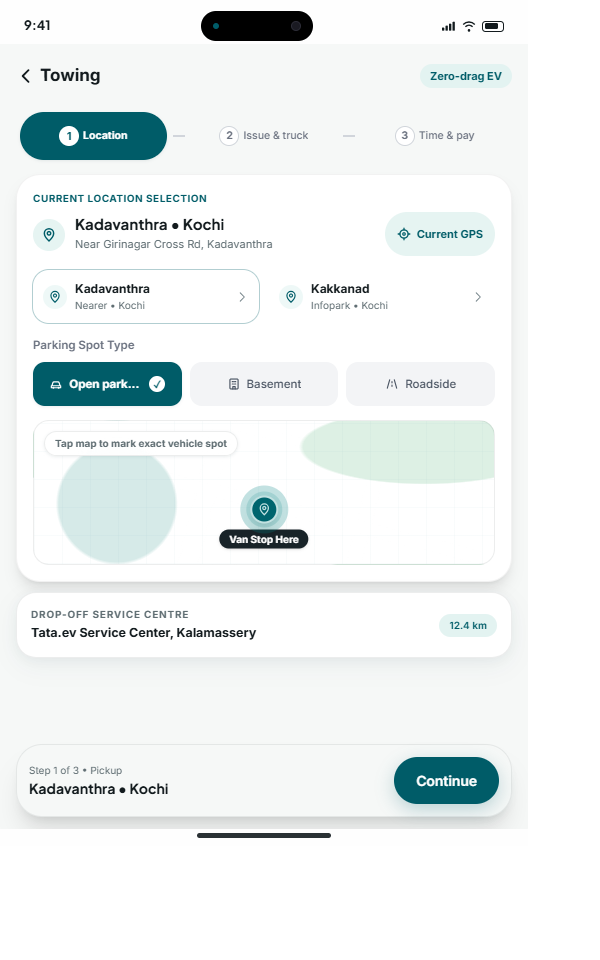 9:41
Towing
Zero-drag EV
1 Location
2 Issue & truck
3 Time & pay
CURRENT LOCATION SELECTION
Kadavanthra • Kochi
Near Girinagar Cross Rd, Kadavanthra
Current GPS
Kadavanthra
Nearer • Kochi
Kakkanad
Infopark • Kochi
Parking Spot Type
Open park...
Basement
Roadside
Tap map to mark exact vehicle spot
Van Stop Here
DROP-OFF SERVICE CENTRE
Tata.ev Service Center, Kalamassery
12.4 km
Step 1 of 3 • Pickup
Kadavanthra • Kochi
Continue